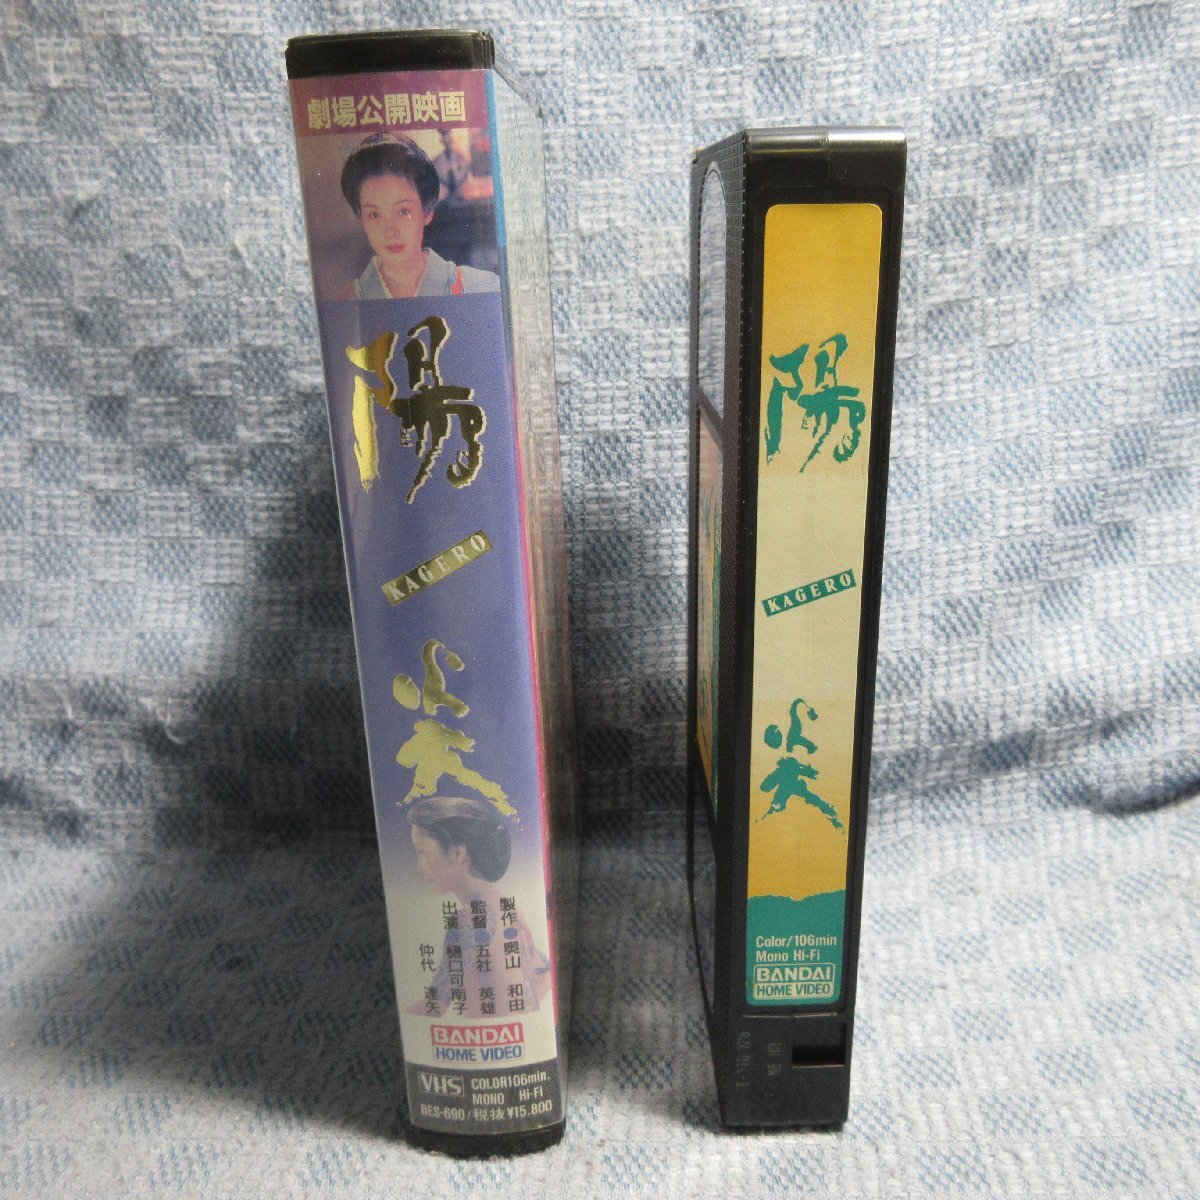 劇場公開映画
陽
KAGERO
炎
製作●奥山 和由
監督●五社 英雄
出演●樋口可南子
仲代 達矢
BANDAI
HOME VIDEO
VHS
COLOR106min.
MONO Hi-Fi
BES-690/税抜¥15,800
陽
KAGERO
炎
Color/106min
Mono Hi-Fi
BANDAI
HOME VIDEO